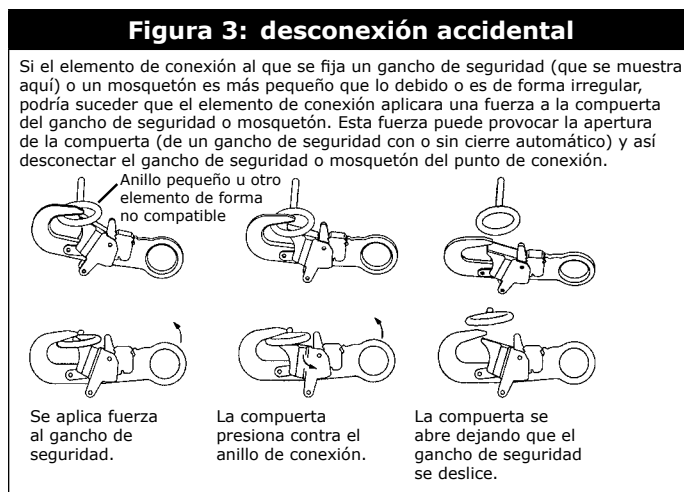 Figura 3: desconexión accidental
Si el elemento de conexión al que se fija un gancho de seguridad (que se muestra
aquí) o un mosquetón es más pequeño que lo debido o es de forma irregular,
podría suceder que el elemento de conexión aplicara una fuerza a la compuerta
del gancho de seguridad o mosquetón. Esta fuerza puede provocar la apertura
de la compuerta (de un gancho de seguridad con o sin cierre automático) y así
desconectar el gancho de seguridad o mosquetón del punto de conexión.
Anillo pequeño u otro
elemento de forma
no compatible
Se aplica fuerza
al gancho de
seguridad.
La compuerta
presiona contra el
anillo de conexión.
La compuerta se
abre dejando que el
gancho de seguridad
se deslice.